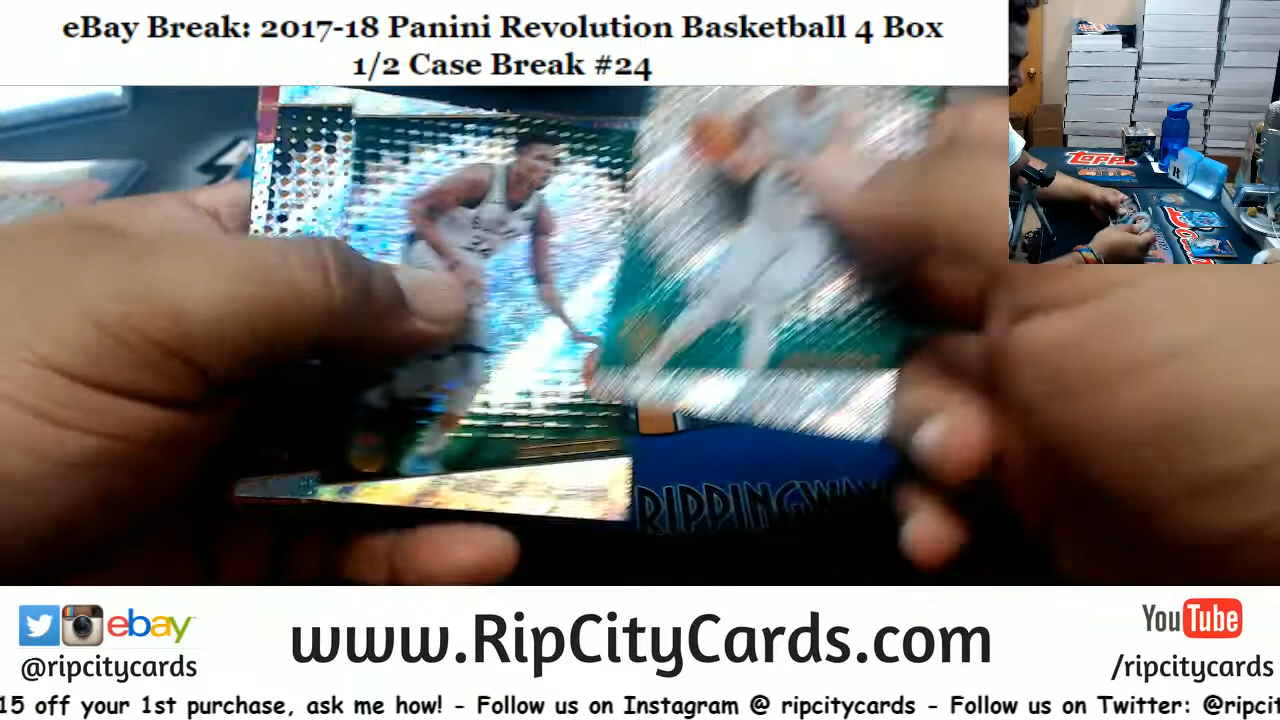 eBay Break: 2017-18 Panini Revolution Basketball 4 Box
1/2 Case Break #24
TOPPS
RIPPINGWAX
ebay
www.RipCityCards.com
YouTube
@ripcitycards
/ripcitycards
15 off your 1st purchase, ask me how! - Follow us on Instagram @ ripcitycards - Follow us on Twitter: @ripcit